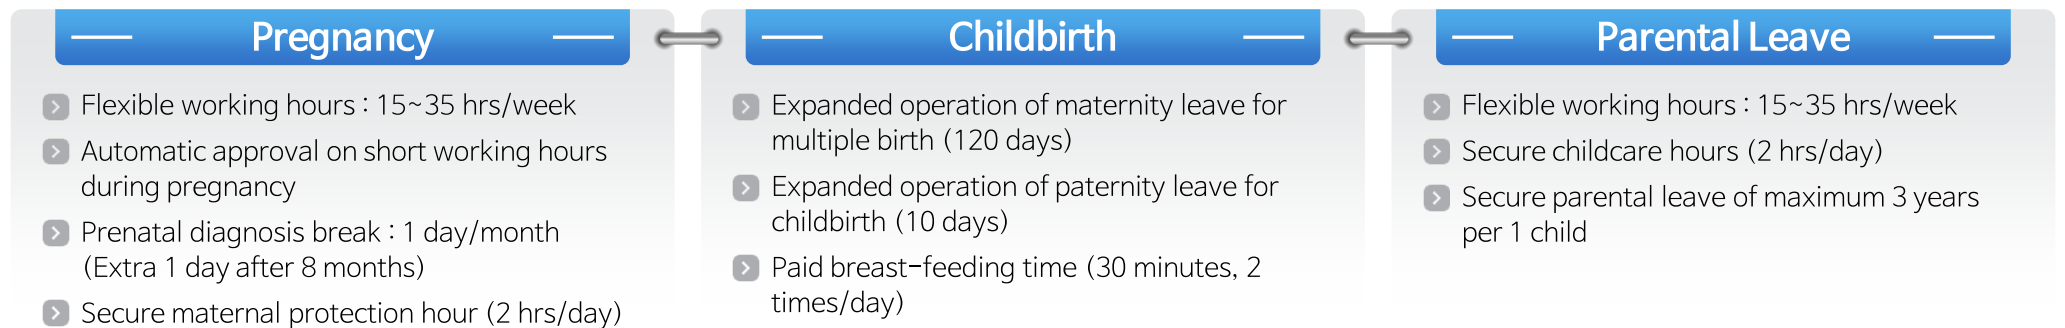 Pregnancy
Flexible working hours : 15~35 hrs/week
Automatic approval on short working hours
during pregnancy
Prenatal diagnosis break : 1 day/month
(Extra 1 day after 8 months)
Secure maternal protection hour (2 hrs/day)
Childbirth
Expanded operation of maternity leave for
multiple birth (120 days)
Expanded operation of paternity leave for
childbirth (10 days)
Paid breast-feeding time (30 minutes, 2
times/day)
Parental Leave
Flexible working hours : 15~35 hrs/week
Secure childcare hours (2 hrs/day)
Secure parental leave of maximum 3 years
per 1 child